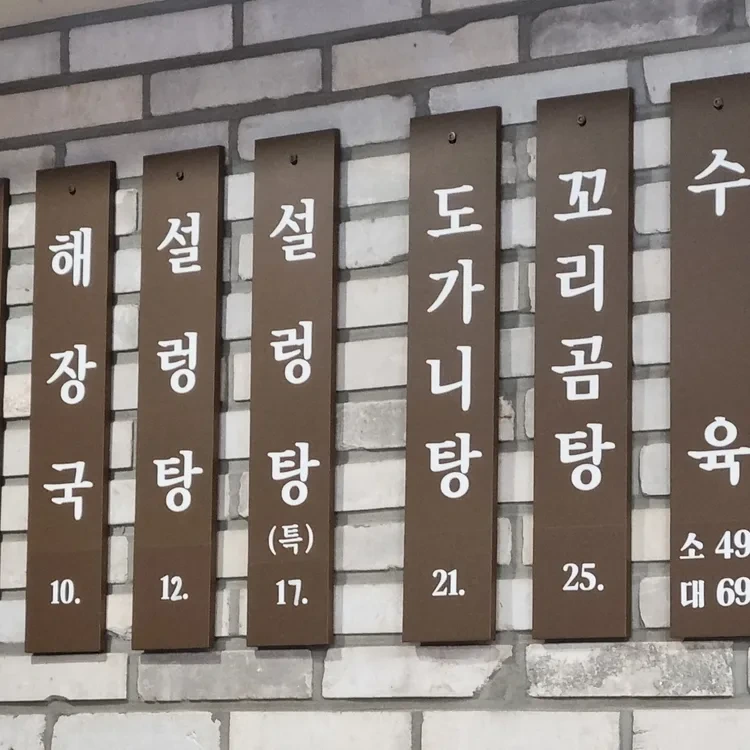 해장국
10.
설렁탕
12.
설렁탕
(특)
17.
도가니탕
21.
꼬리곰탕
25.
수육
소 49
대 69